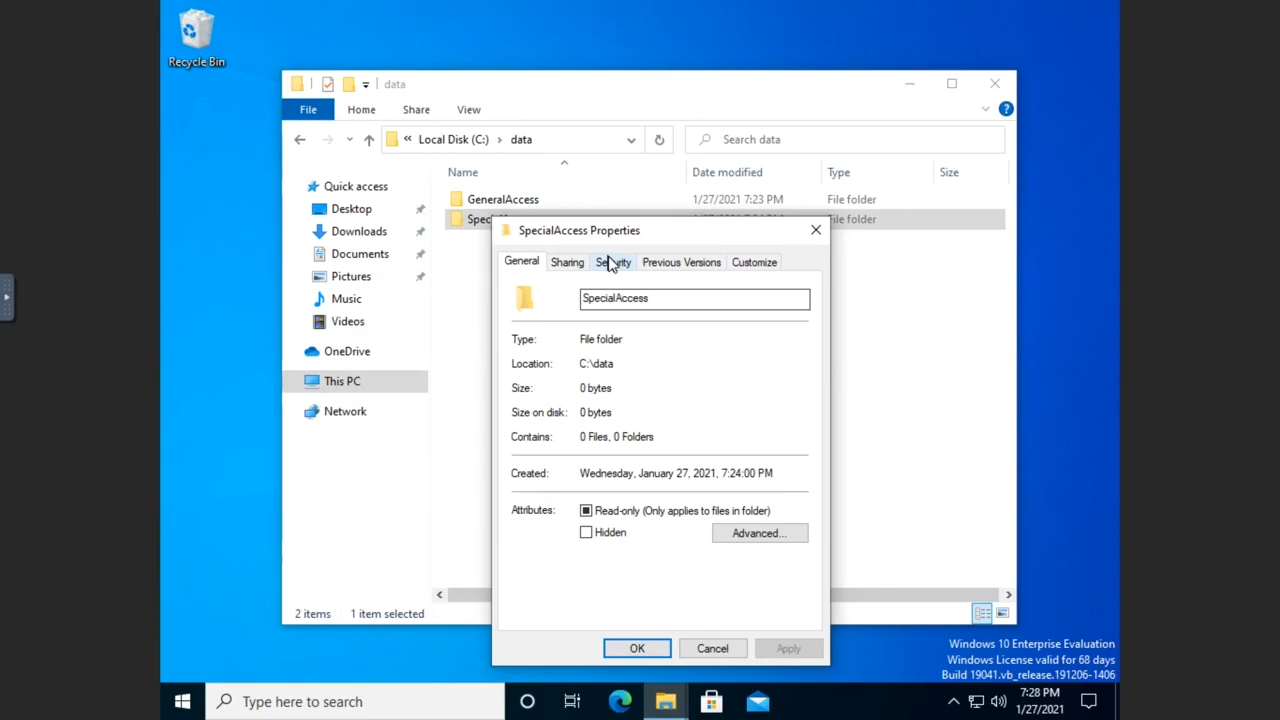 Recycle Bin
data
File Home Share View
« Local Disk (C:) › data
Search data
Name Date modified Type Size
GeneralAccess 1/27/2021 7:23 PM File folder
File folder
Quick access
Desktop
Downloads
Documents
Pictures
Music
Videos
OneDrive
This PC
Network
SpecialAccess Properties
General Sharing Security Previous Versions Customize
SpecialAccess
Type: File folder
Location: C:\data
Size: 0 bytes
Size on disk: 0 bytes
Contains: 0 Files, 0 Folders
Created: Wednesday, January 27, 2021, 7:24:00 PM
Attributes: Read-only (Only applies to files in folder)
Hidden
Advanced...
OK Cancel Apply
2 items 1 item selected
Windows 10 Enterprise Evaluation
Windows License valid for 68 days
Build 19041.vb_release.191206-1406
Type here to search
7:28 PM
1/27/2021